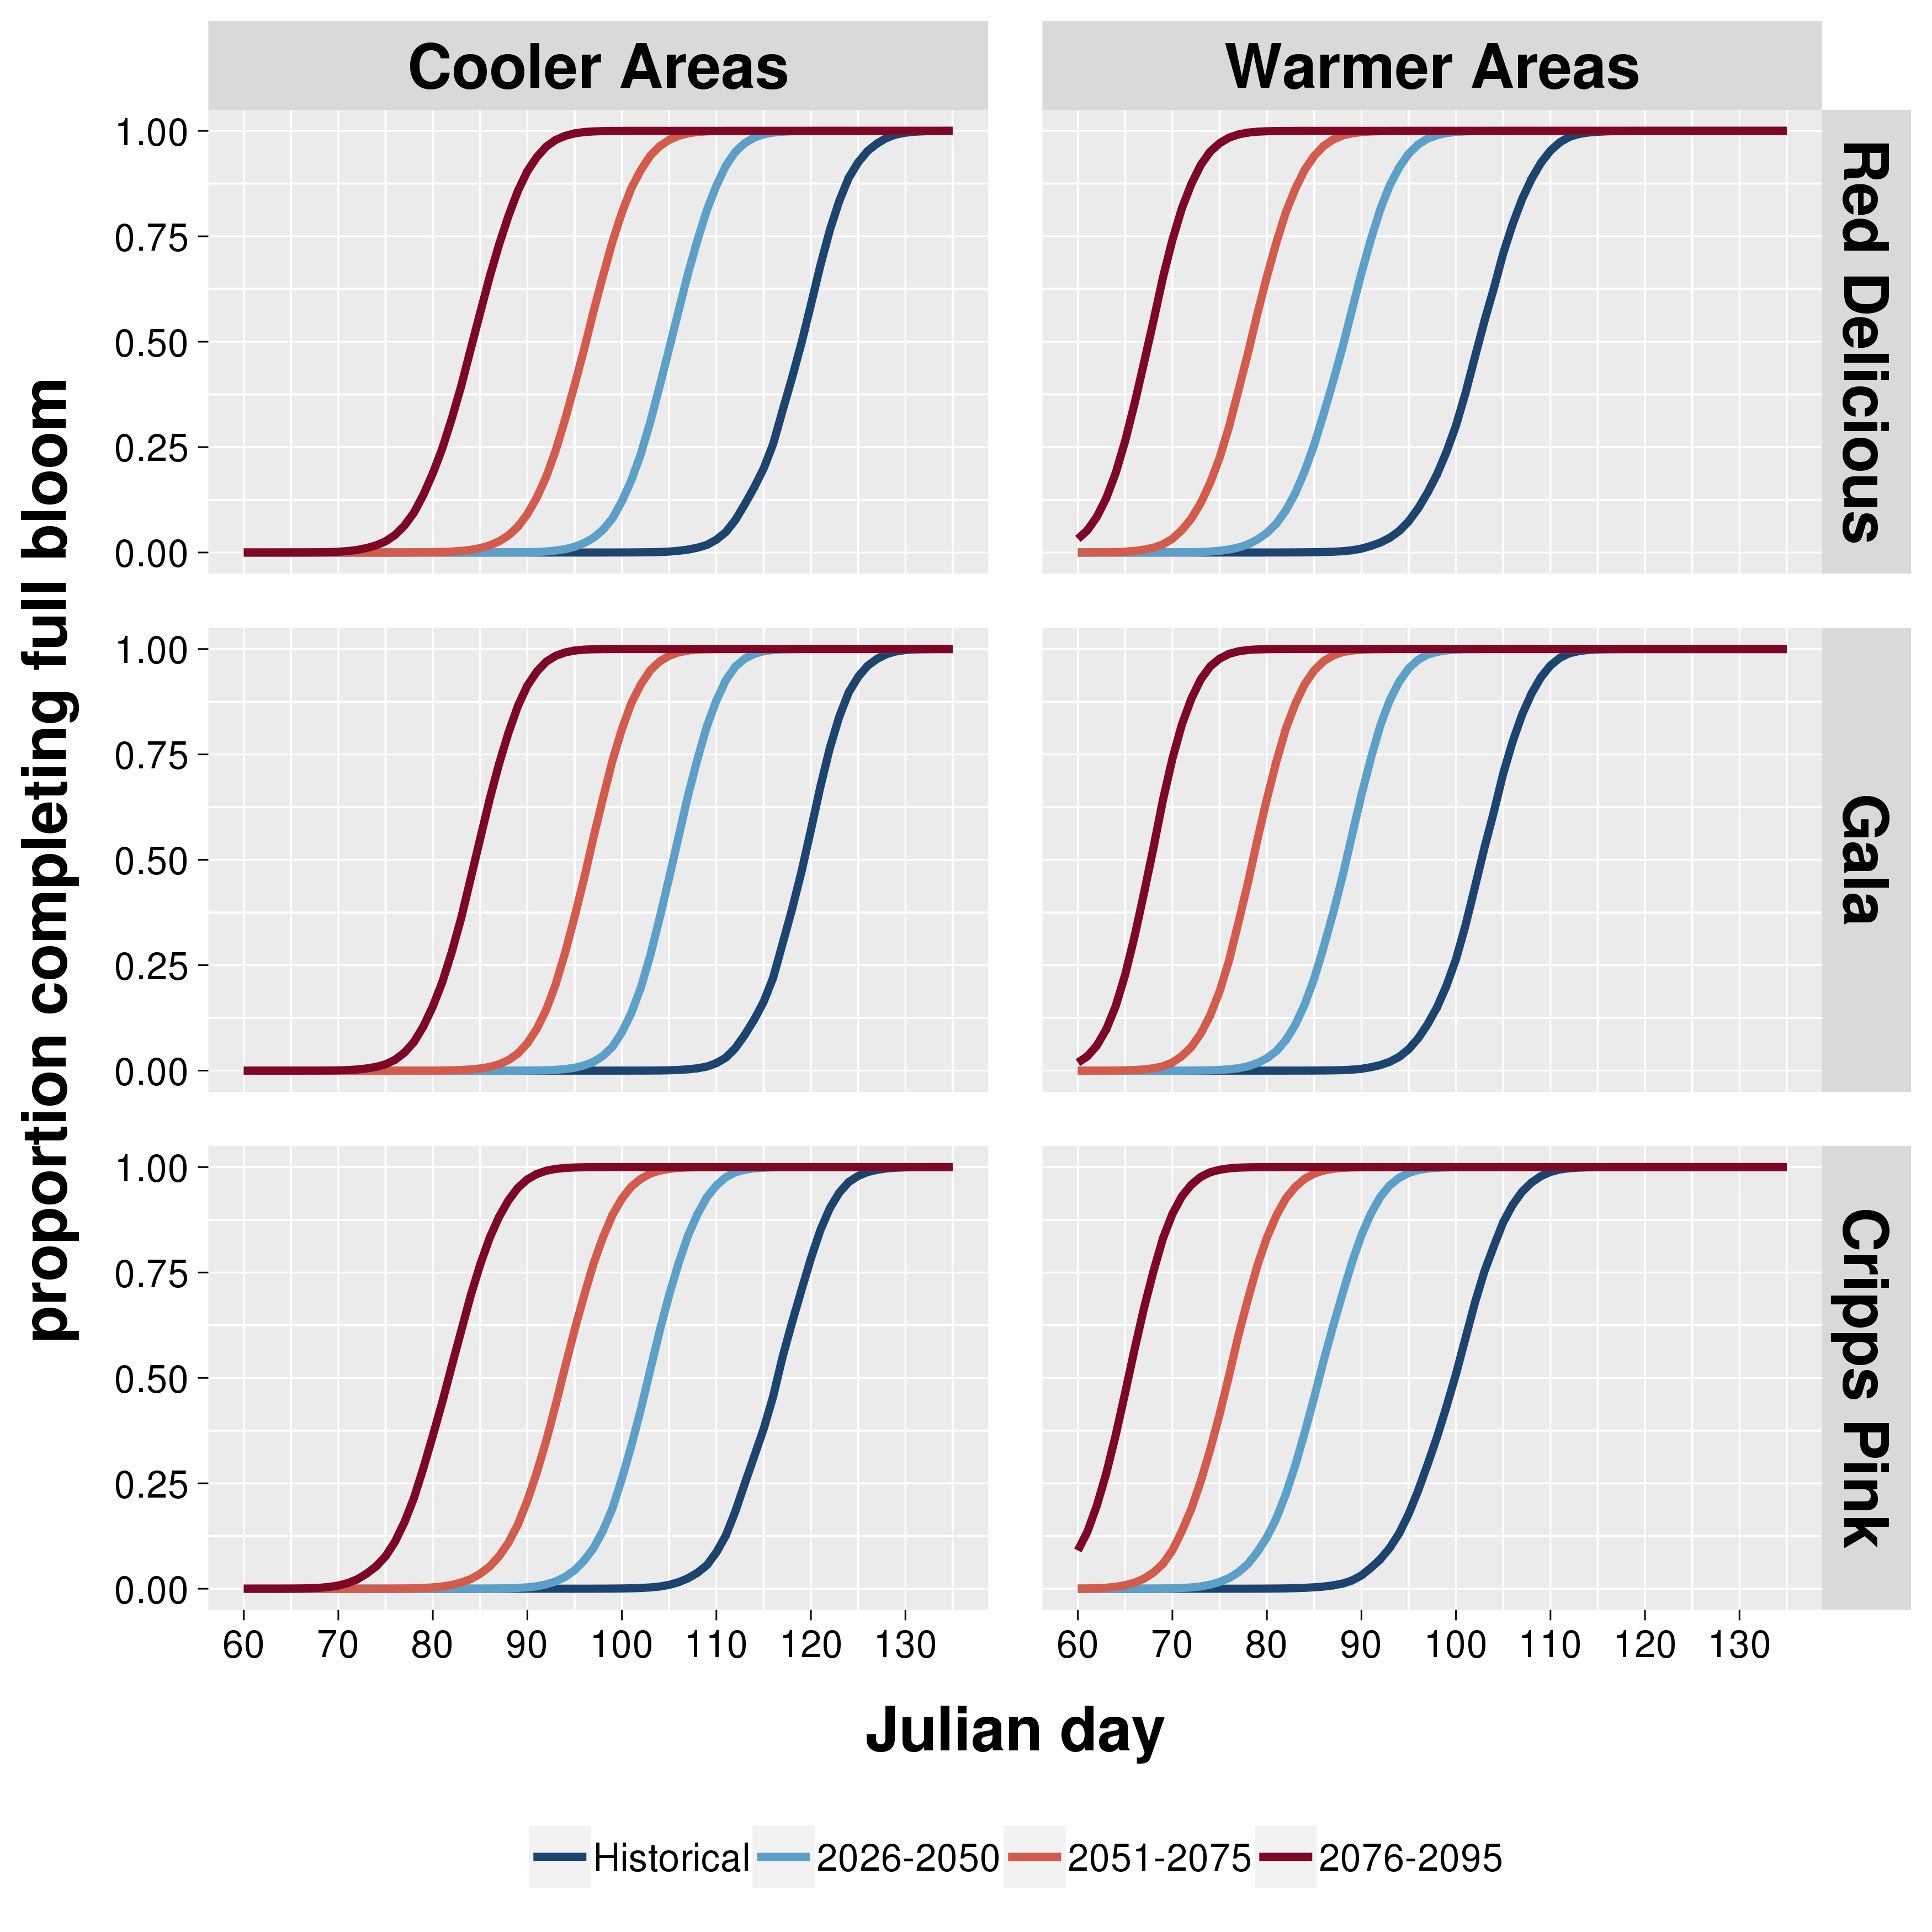 Cooler Areas
Warmer Areas
proportion completing full bloom
1.00
0.75
0.50
0.25
0.00
Red Delicious
1.00
0.75
0.50
0.25
0.00
Gala
1.00
0.75
0.50
0.25
0.00
Cripps Pink
60 70 80 90 100 110 120 130
60 70 80 90 100 110 120 130
Julian day
Historical 2026-2050 2051-2075 2076-2095